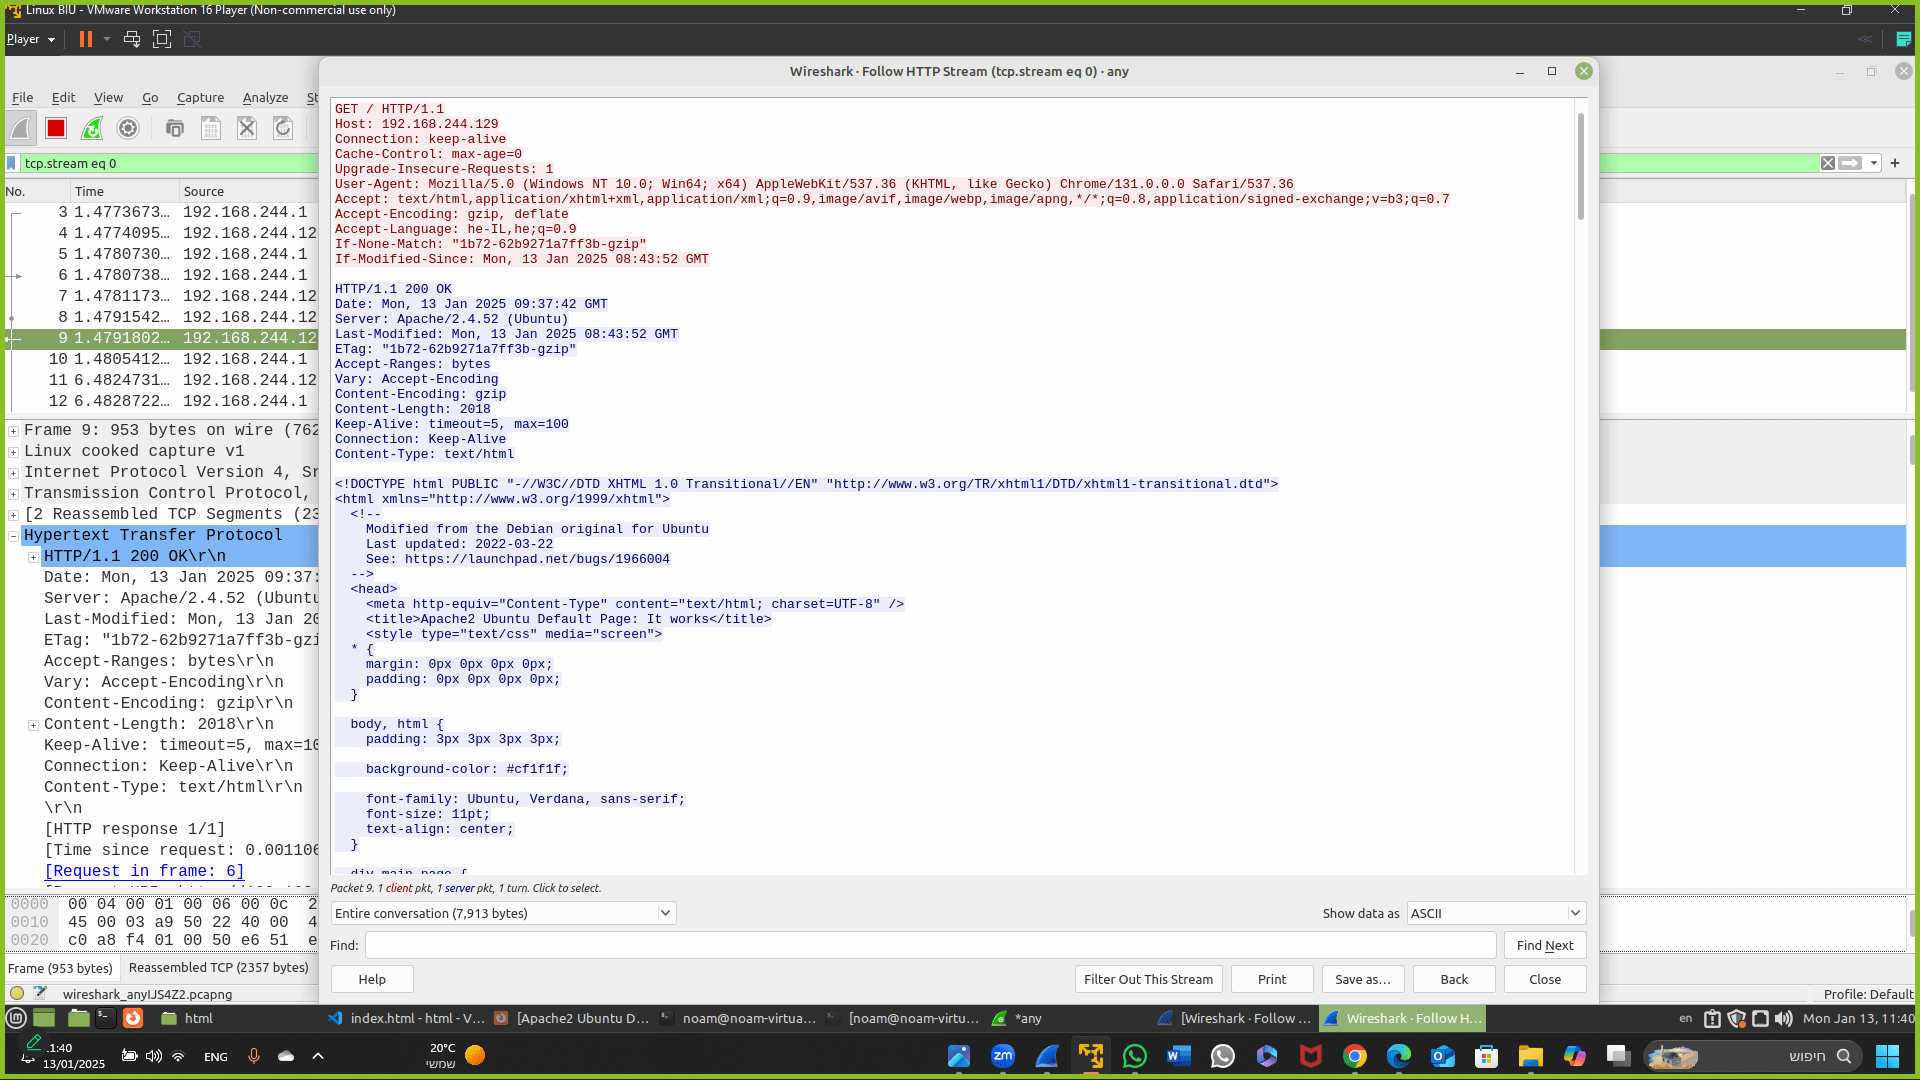 Linux BIU - VMware Workstation 16 Player (Non-commercial use only)
Player
Wireshark · Follow HTTP Stream (tcp.stream eq 0) · any
File Edit View Go Capture Analyze St
tcp.stream eq 0
No. Time Source
3 1.4773673… 192.168.244.1
4 1.4774095… 192.168.244.12
5 1.4780730… 192.168.244.1
6 1.4780738… 192.168.244.1
7 1.4781173… 192.168.244.12
8 1.4791542… 192.168.244.12
9 1.4791802… 192.168.244.12
10 1.4805412… 192.168.244.1
11 6.4824731… 192.168.244.12
12 6.4828722… 192.168.244.1
Frame 9: 953 bytes on wire (762
Linux cooked capture v1
Internet Protocol Version 4, Sr
Transmission Control Protocol,
[2 Reassembled TCP Segments (23
Hypertext Transfer Protocol
HTTP/1.1 200 OK\r\n
Date: Mon, 13 Jan 2025 09:37:
Server: Apache/2.4.52 (Ubuntu
Last-Modified: Mon, 13 Jan 20
ETag: "1b72-62b9271a7ff3b-gzi
Accept-Ranges: bytes\r\n
Vary: Accept-Encoding\r\n
Content-Encoding: gzip\r\n
Content-Length: 2018\r\n
Keep-Alive: timeout=5, max=10
Connection: Keep-Alive\r\n
Content-Type: text/html\r\n
\r\n
[HTTP response 1/1]
[Time since request: 0.001106
[Request in frame: 6]
0000 00 04 00 01 00 06 00 0c 2
0010 45 00 03 a9 50 22 40 00 4
0020 c0 a8 f4 01 00 50 e6 51 e
Frame (953 bytes) Reassembled TCP (2357 bytes)
wireshark_anyIJS4Z2.pcapng
GET / HTTP/1.1
Host: 192.168.244.129
Connection: keep-alive
Cache-Control: max-age=0
Upgrade-Insecure-Requests: 1
User-Agent: Mozilla/5.0 (Windows NT 10.0; Win64; x64) AppleWebKit/537.36 (KHTML, like Gecko) Chrome/131.0.0.0 Safari/537.36
Accept: text/html,application/xhtml+xml,application/xml;q=0.9,image/avif,image/webp,image/apng,*/*;q=0.8,application/signed-exchange;v=b3;q=0.7
Accept-Encoding: gzip, deflate
Accept-Language: he-IL,he;q=0.9
If-None-Match: "1b72-62b9271a7ff3b-gzip"
If-Modified-Since: Mon, 13 Jan 2025 08:43:52 GMT
HTTP/1.1 200 OK
Date: Mon, 13 Jan 2025 09:37:42 GMT
Server: Apache/2.4.52 (Ubuntu)
Last-Modified: Mon, 13 Jan 2025 08:43:52 GMT
ETag: "1b72-62b9271a7ff3b-gzip"
Accept-Ranges: bytes
Vary: Accept-Encoding
Content-Encoding: gzip
Content-Length: 2018
Keep-Alive: timeout=5, max=100
Connection: Keep-Alive
Content-Type: text/html
<!DOCTYPE html PUBLIC "-//W3C//DTD XHTML 1.0 Transitional//EN" "http://www.w3.org/TR/xhtml1/DTD/xhtml1-transitional.dtd">
<html xmlns="http://www.w3.org/1999/xhtml">
<!--
Modified from the Debian original for Ubuntu
Last updated: 2022-03-22
See: https://launchpad.net/bugs/1966004
-->
<head>
<meta http-equiv="Content-Type" content="text/html; charset=UTF-8" />
<title>Apache2 Ubuntu Default Page: It works</title>
<style type="text/css" media="screen">
* {
margin: 0px 0px 0px 0px;
padding: 0px 0px 0px 0px;
}
body, html {
padding: 3px 3px 3px 3px;
background-color: #cf1f1f;
font-family: Ubuntu, Verdana, sans-serif;
font-size: 11pt;
text-align: center;
}
div.main_page {
Packet 9. 1 client pkt, 1 server pkt, 1 turn. Click to select.
Entire conversation (7,913 bytes) Show data as ASCII
Find: Find Next
Help Filter Out This Stream Print Save as… Back Close
Profile: Default
html index.html - html - V… [Apache2 Ubuntu D… noam@noam-virtua… [noam@noam-virtu… *any [Wireshark · Follow … Wireshark · Follow H… en Mon Jan 13, 11:40
11:40
13/01/2025
ENG
20°C
שמשי
חיפוש